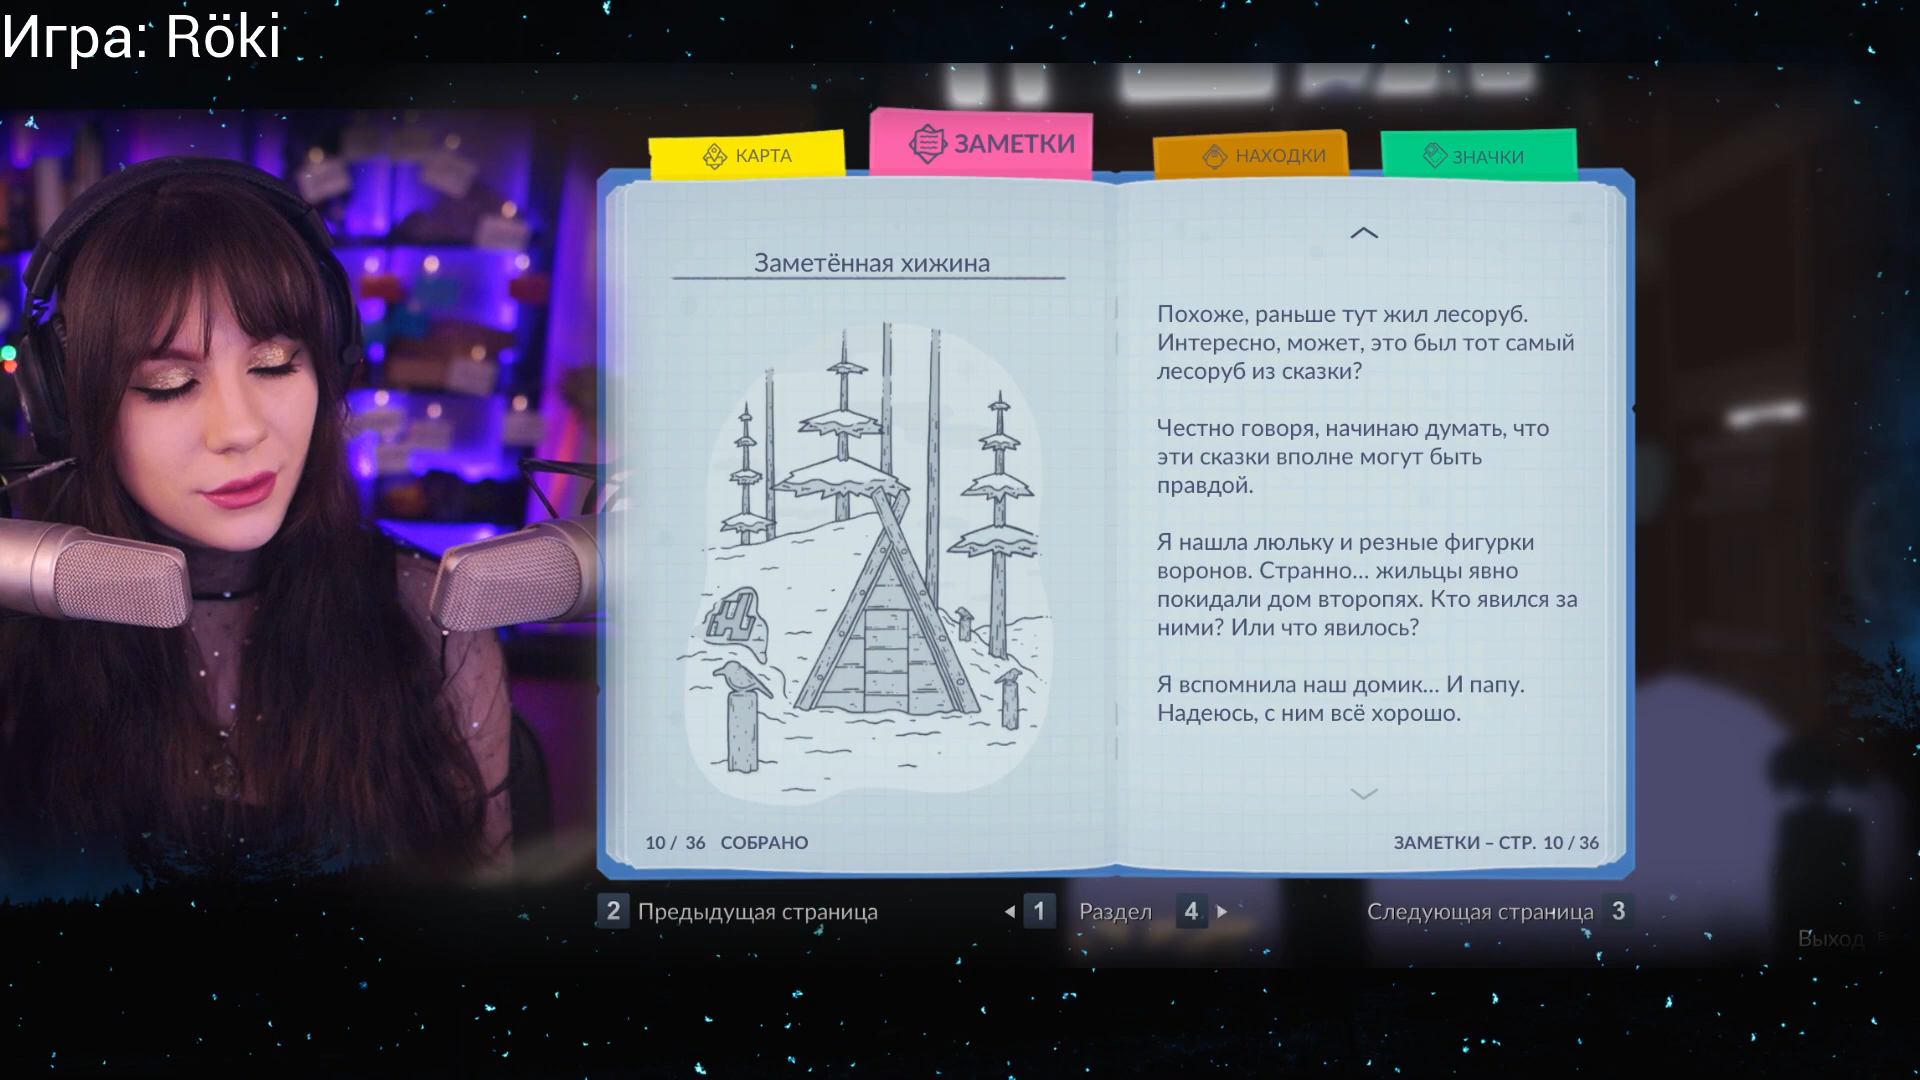 Игра: Röki
КАРТА
ЗАМЕТКИ
НАХОДКИ
ЗНАЧКИ
Заметённая хижина
Похоже, раньше тут жил лесоруб.
Интересно, может, это был тот самый
лесоруб из сказки?
Честно говоря, начинаю думать, что
эти сказки вполне могут быть
правдой.
Я нашла люльку и резные фигурки
воронов. Странно... жильцы явно
покидали дом второпях. Кто явился за
ними? Или что явилось?
Я вспомнила наш домик... И папу.
Надеюсь, с ним всё хорошо.
10 / 36 СОБРАНО
ЗАМЕТКИ – СТР. 10 / 36
2 Предыдущая страница
1 Раздел 4
Следующая страница 3
Выход